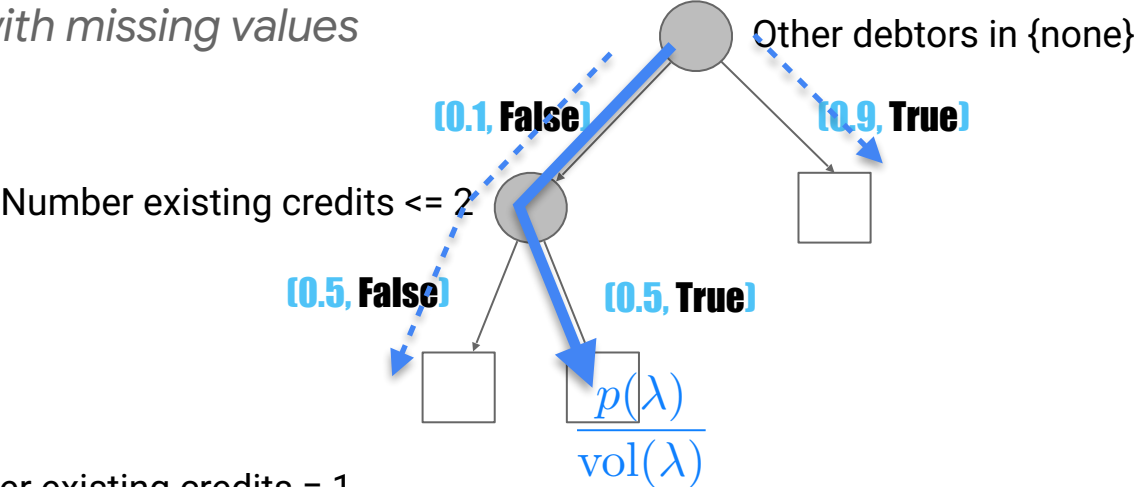 with missing values
Other debtors in {none}
(0.1, False)
(0.9, True)
Number existing credits <= 2
(0.5, False)
(0.5, True)
p(λ)
vol(λ)
existing credits = 1